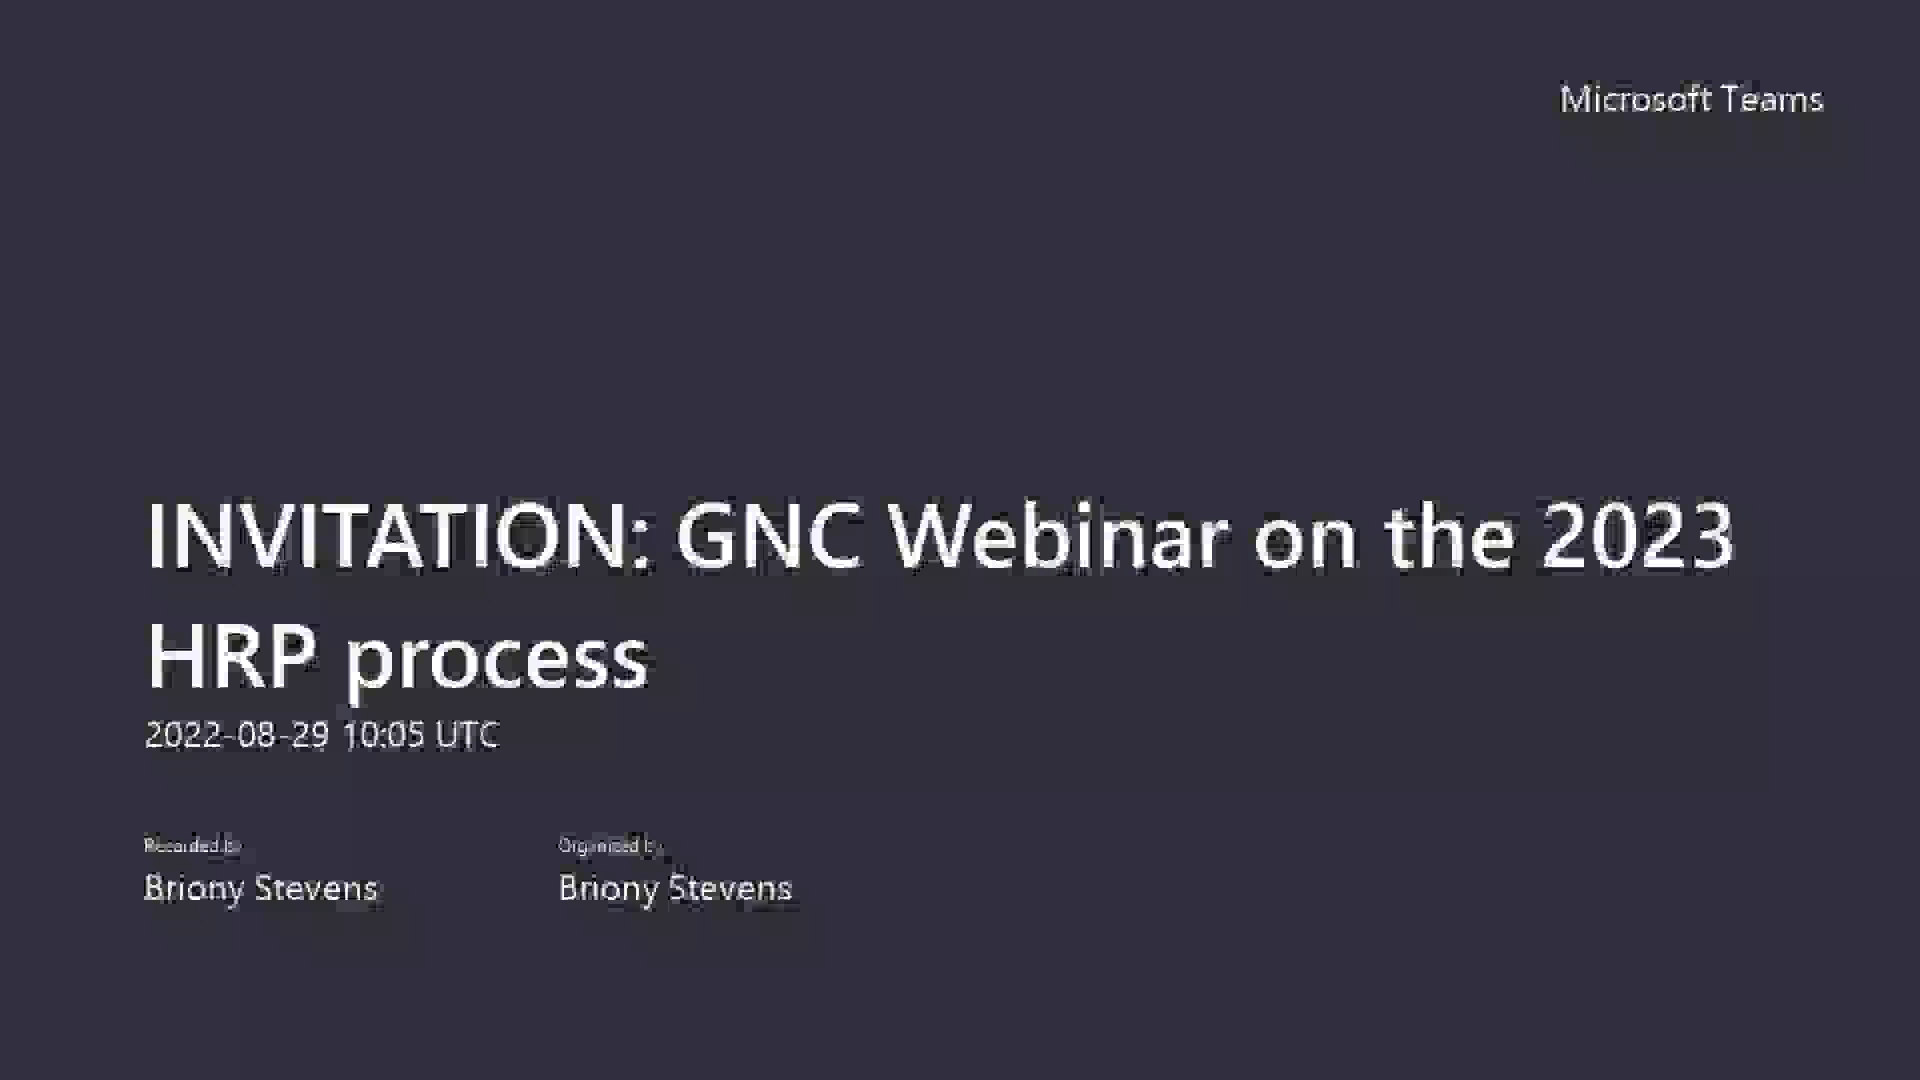 Microsoft Teams
INVITATION: GNC Webinar on the 2023
HRP process
2022-08-29 10:05 UTC
Recorded by
Organized by
Briony Stevens
Briony Stevens